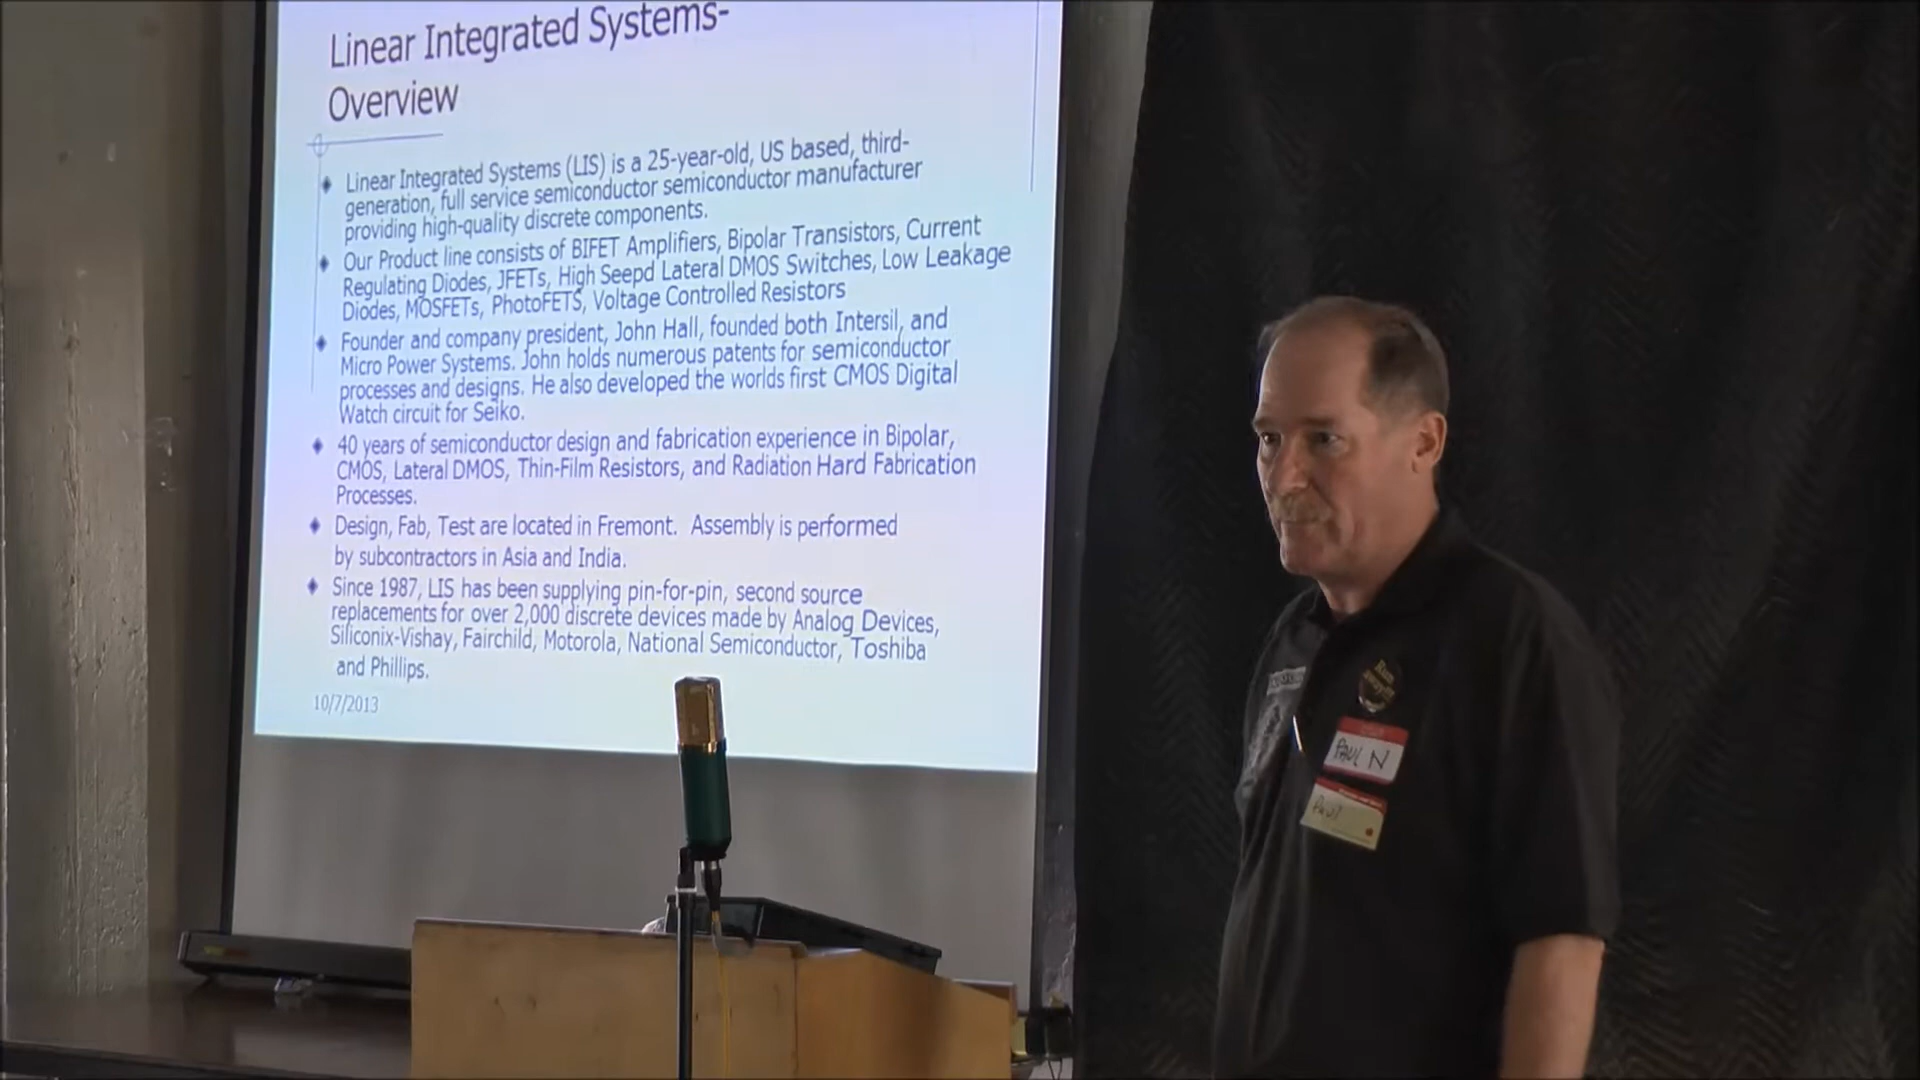 Linear Integrated Systems-
Overview
Linear Integrated Systems (LIS) is a 25-year-old, US based, third-
generation, full service semiconductor semiconductor manufacturer
providing high-quality discrete components.
Our Product line consists of BIFET Amplifiers, Bipolar Transistors, Current
Regulating Diodes, JFETs, High Seepd Lateral DMOS Switches, Low Leakage
Diodes, MOSFETs, PhotoFETS, Voltage Controlled Resistors
Founder and company president, John Hall, founded both Intersil, and
Micro Power Systems. John holds numerous patents for semiconductor
processes and designs. He also developed the worlds first CMOS Digital
Watch circuit for Seiko.
40 years of semiconductor design and fabrication experience in Bipolar,
CMOS, Lateral DMOS, Thin-Film Resistors, and Radiation Hard Fabrication
Processes.
Design, Fab, Test are located in Fremont. Assembly is performed
by subcontractors in Asia and India.
Since 1987, LIS has been supplying pin-for-pin, second source
replacements for over 2,000 discrete devices made by Analog Devices,
Siliconix-Vishay, Fairchild, Motorola, National Semiconductor, Toshiba
and Phillips.
10/7/2013
PAUL N
PAUL